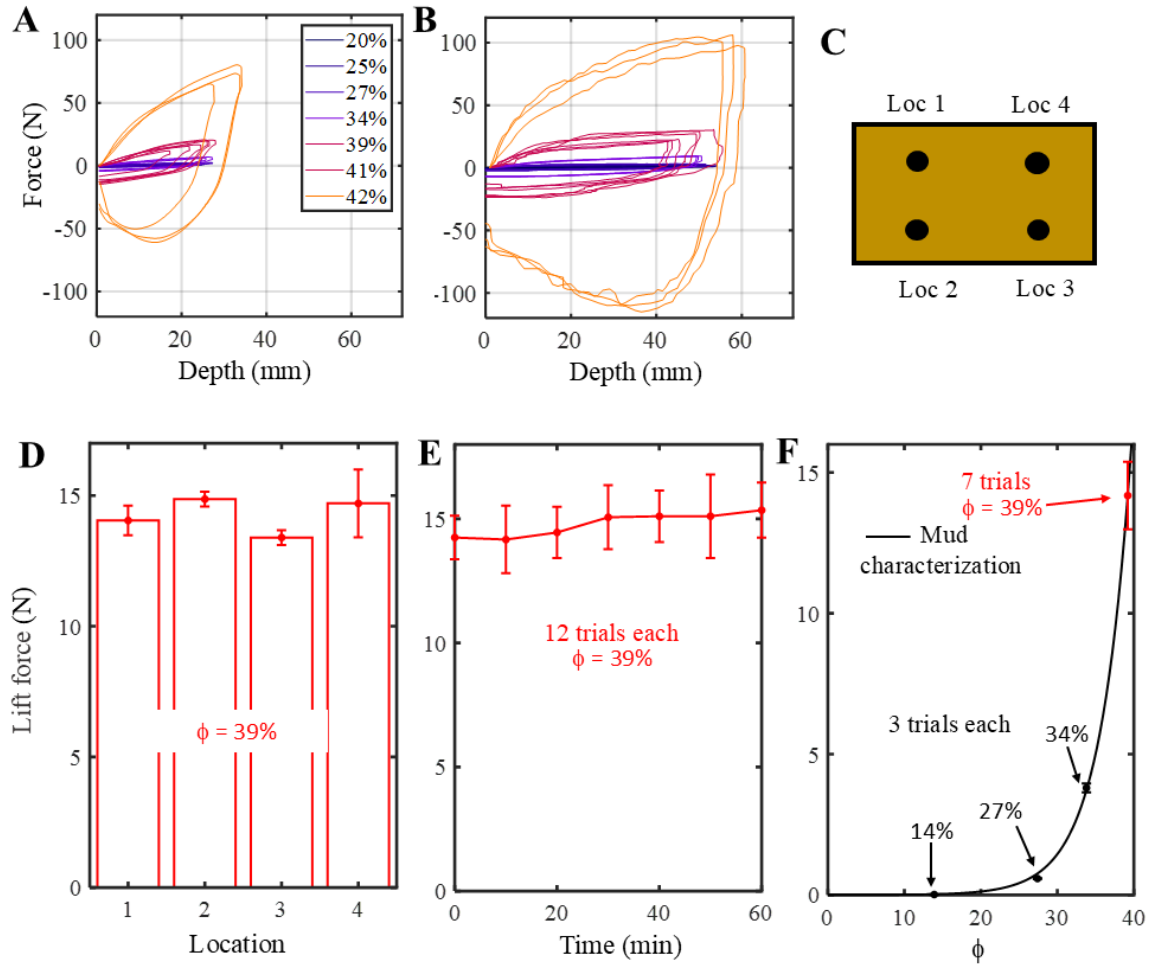 A
B
C
100
50
0
-50
-100
Force (N)
20%
25%
27%
34%
39%
41%
42%
0
20
40
60
Depth (mm)
100
50
0
-50
-100
0
20
40
60
Depth (mm)
Loc 1
Loc 4
Loc 2
Loc 3
D
E
F
Lift force (N)
15
10
5
0
ϕ = 39%
1
2
3
4
Location
15
10
5
0
12 trials each
ϕ = 39%
0
20
40
60
Time (min)
15
10
5
0
7 trials
ϕ = 39%
Mud
characterization
3 trials each
34%
27%
14%
0
10
20
30
40
ϕ